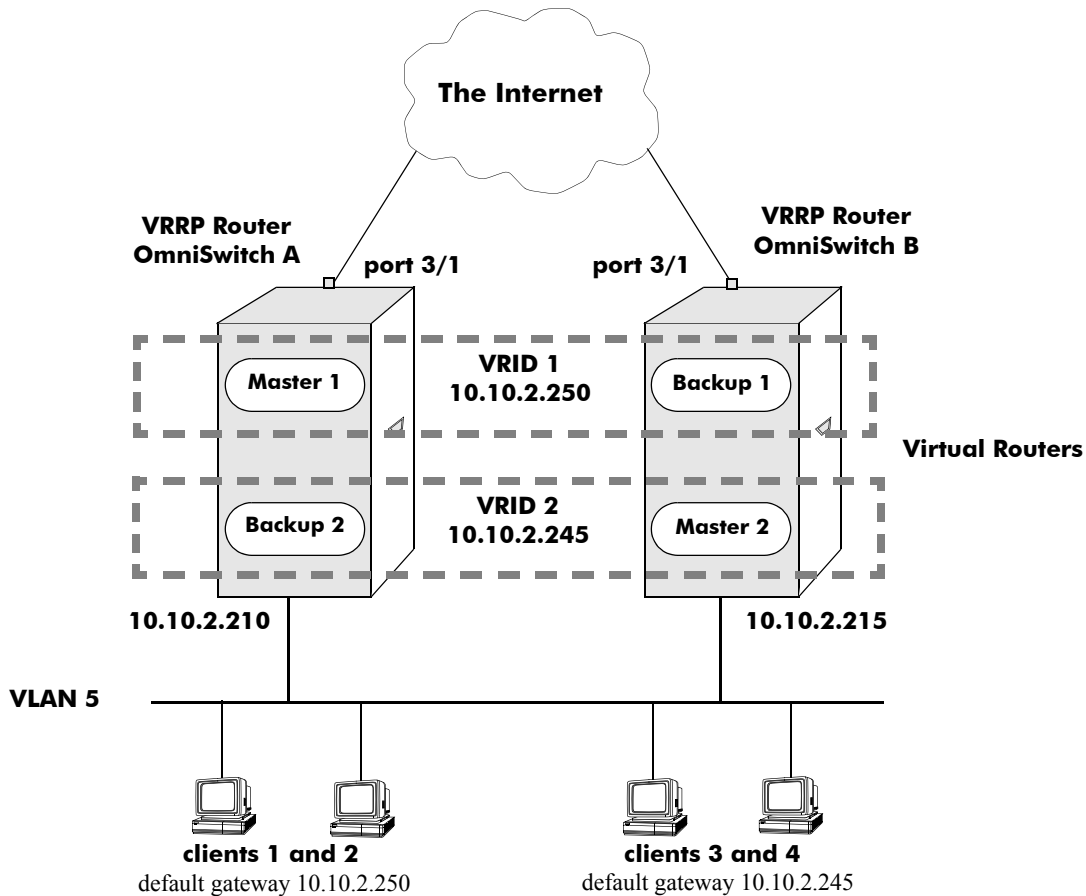 The Internet
VRRP Router
OmniSwitch A
VRRP Router
OmniSwitch B
port 3/1
port 3/1
VRID 1
10.10.2.250
Master 1
Backup 1
Virtual Routers
VRID 2
10.10.2.245
Backup 2
Master 2
10.10.2.210
10.10.2.215
VLAN 5
clients 1 and 2
default gateway 10.10.2.250
clients 3 and 4
default gateway 10.10.2.245